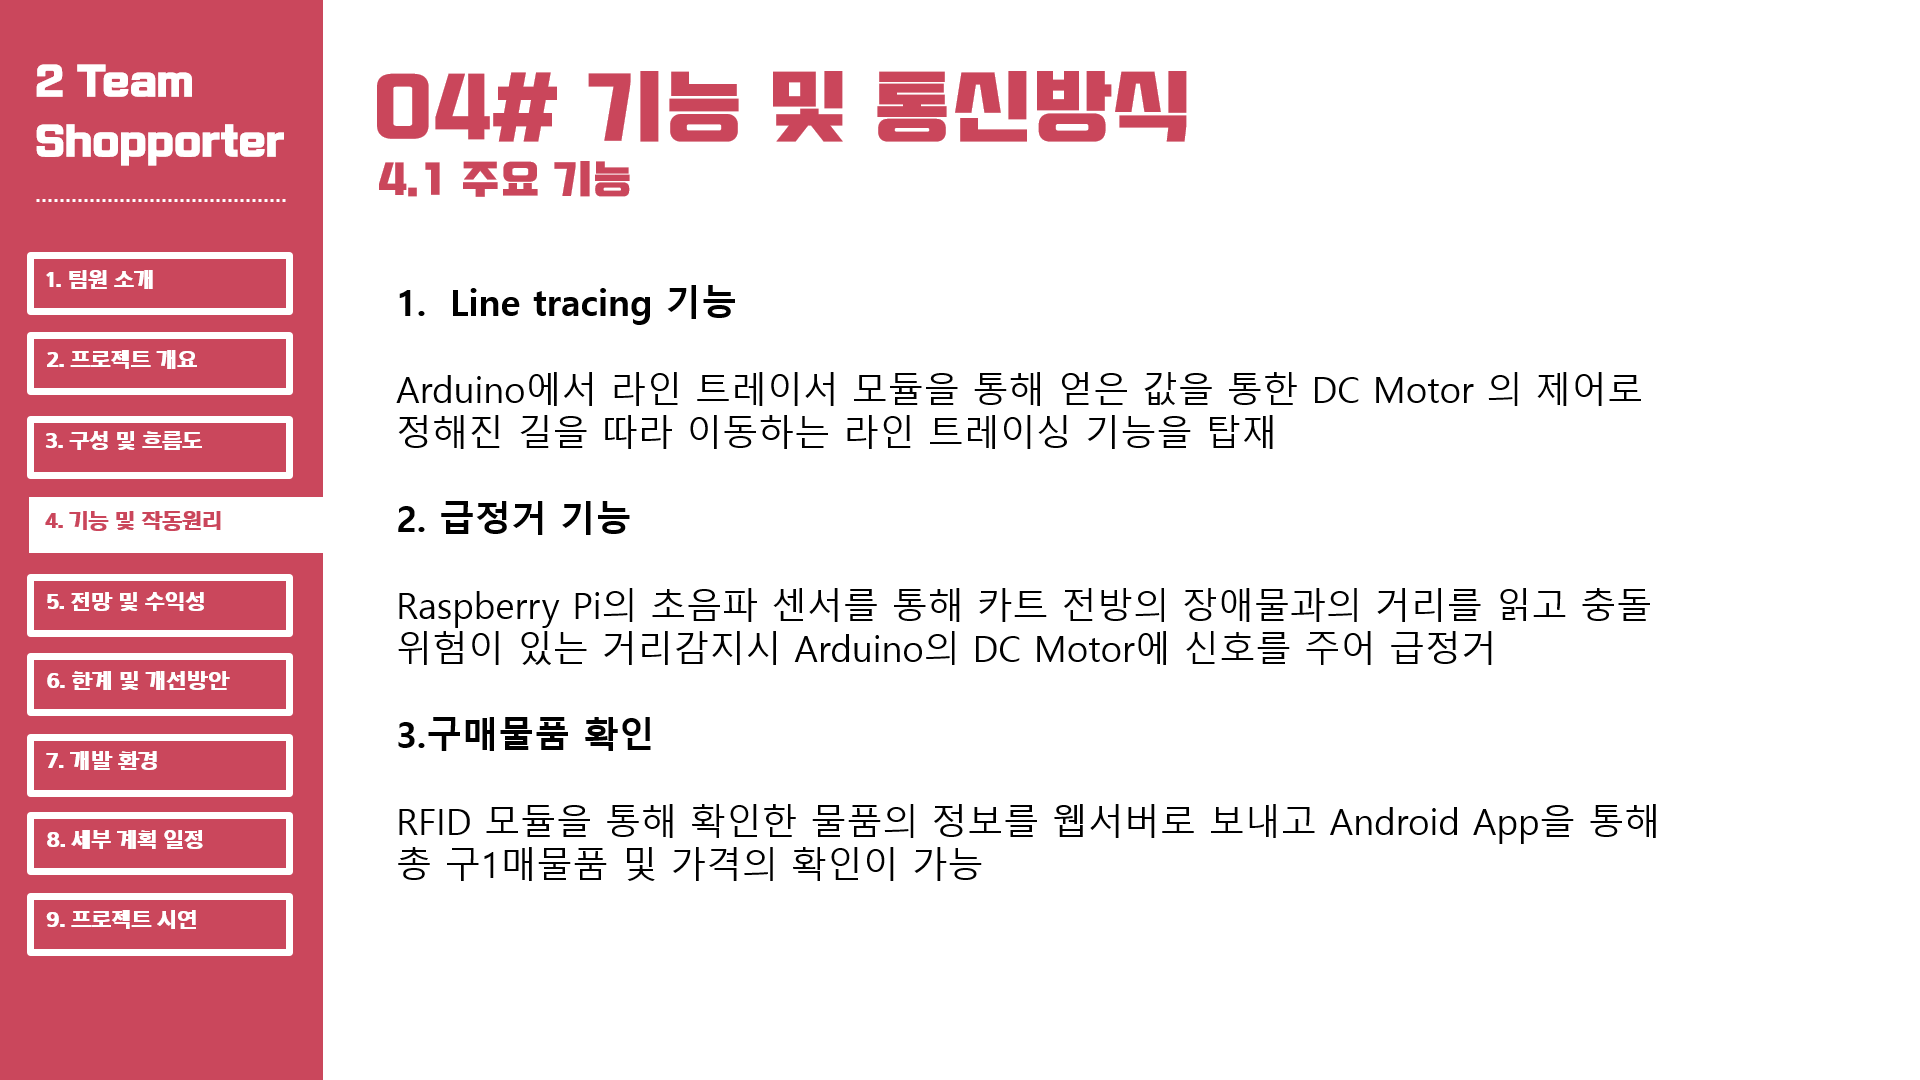 2 Team
Shopporter
1. 팀원 소개
2. 프로젝트 개요
3. 구성 및 흐름도
4. 기능 및 작동원리
5. 전망 및 수익성
6. 한계 및 개선방안
7. 개발 환경
8. 세부 계획 일정
9. 프로젝트 시연
04# 기능 및 통신방식
4.1 주요 기능
1. Line tracing 기능
Arduino에서 라인 트레이서 모듈을 통해 얻은 값을 통한 DC Motor 의 제어로
정해진 길을 따라 이동하는 라인 트레이싱 기능을 탑재
2. 급정거 기능
Raspberry Pi의 초음파 센서를 통해 카트 전방의 장애물과의 거리를 읽고 충돌
위험이 있는 거리감지시 Arduino의 DC Motor에 신호를 주어 급정거
3.구매물품 확인
RFID 모듈을 통해 확인한 물품의 정보를 웹서버로 보내고 Android App을 통해
총 구1매물품 및 가격의 확인이 가능